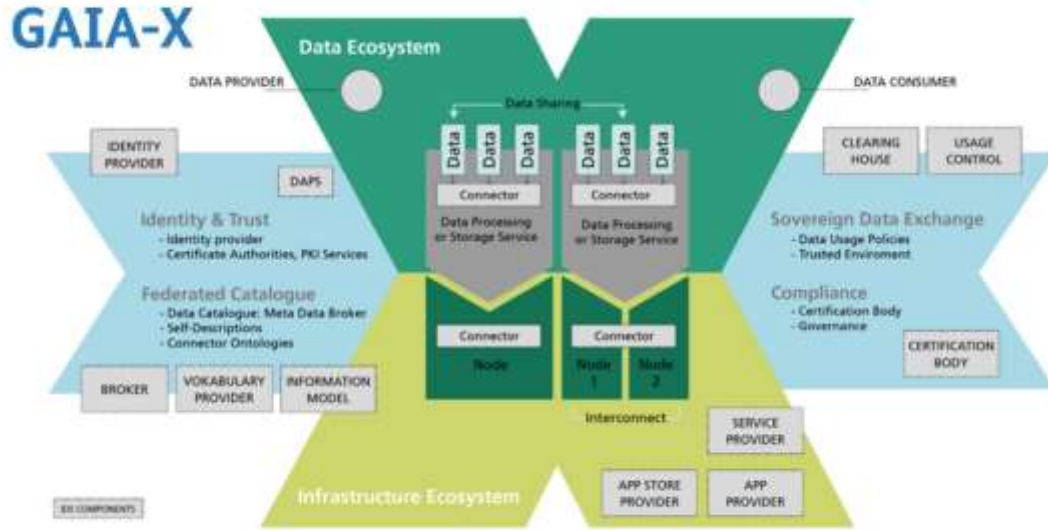 GAIA-X
Data Ecosystem
DATA PROVIDER
DATA CONSUMER
Data Sharing
IDENTITY
PROVIDER
DAPS
Data
Data
Data
Data
Data
Data
CLEARING
HOUSE
USAGE
CONTROL
Connector
Connector
Data Processing
or Storage Service
Data Processing
or Storage Service
Identity & Trust
- Identity provider
- Certificate Authorities, PKI Services
Federated Catalogue
- Data Catalogue: Meta Data Broker
- Self-Descriptions
- Connector Ontologies
Sovereign Data Exchange
- Data Usage Policies
- Trusted Enviroment
Compliance
- Certification Body
- Governance
Connector
Node
Connector
Node
1
Node
2
Interconnect
CERTIFICATION
BODY
BROKER
VOKABULARY
PROVIDER
INFORMATION
MODEL
SERVICE
PROVIDER
APP STORE
PROVIDER
APP
PROVIDER
Infrastructure Ecosystem
IDS COMPONENTS